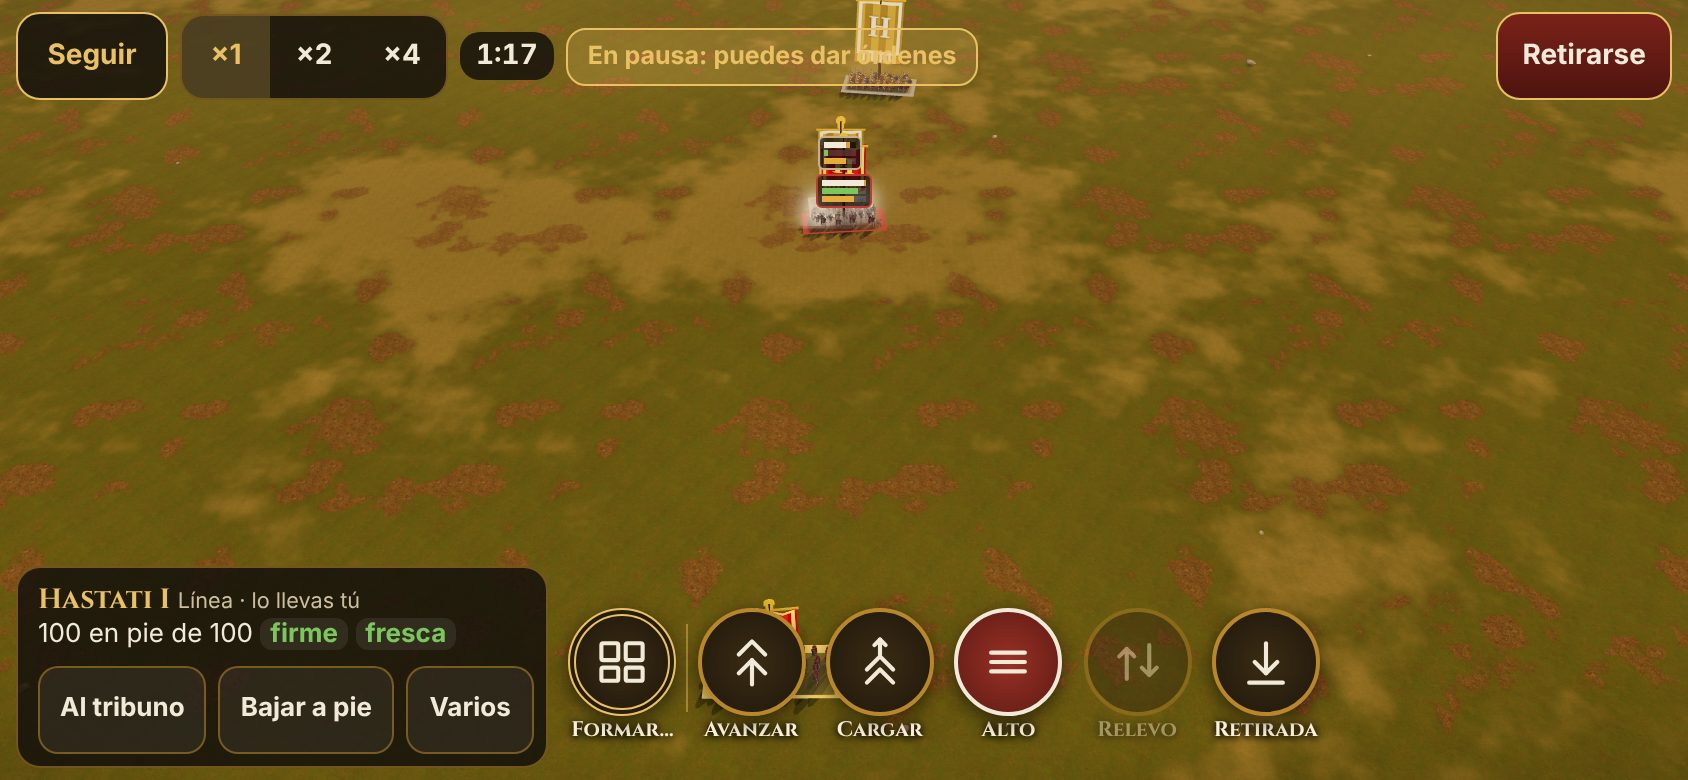 Seguir
×1
×2
×4
1:17
En pausa: puedes dar órdenes
H
Retirarse
Hastati I Línea · lo llevas tú
100 en pie de 100 firme fresca
Al tribuno
Bajar a pie
Varios
Formar...
Avanzar
Cargar
Alto
Relevo
Retirada